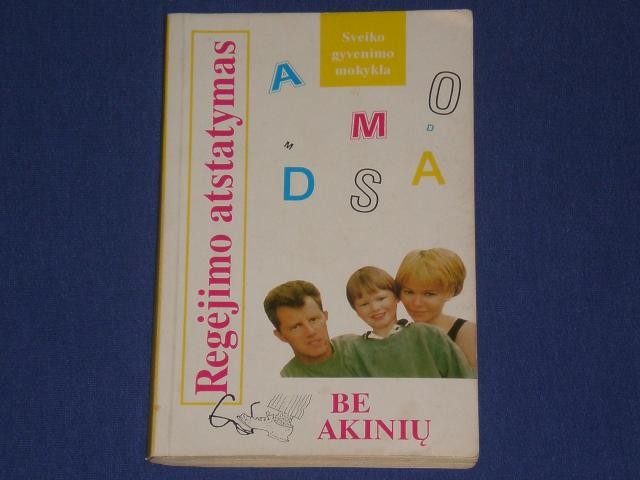 Sveiko
gyvenimo
mokykla
Regėjimo atstatymas
A
O
M
D
M
D
S
A
BE
AKINIŲ